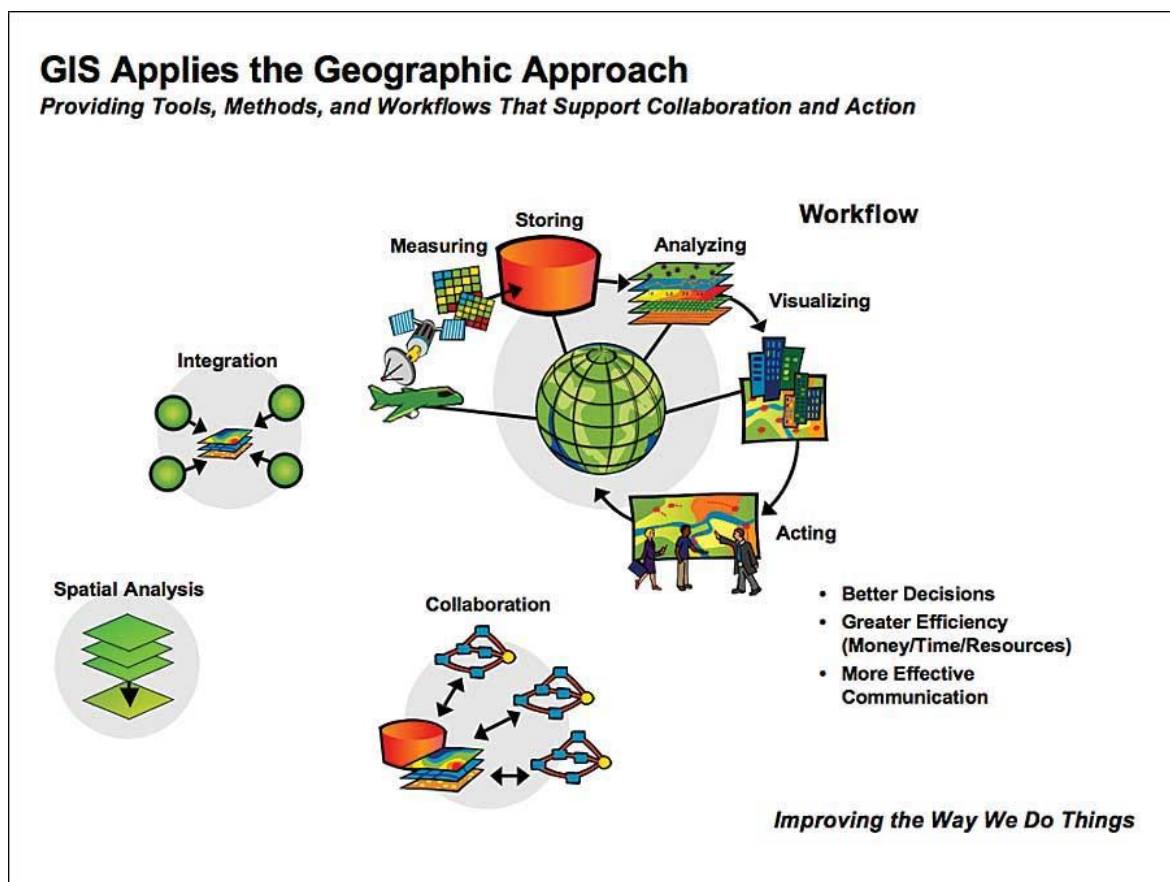 GIS Applies the Geographic Approach
Providing Tools, Methods, and Workflows That Support Collaboration and Action
Workflow
Storing
Measuring
Analyzing
Visualizing
Integration
Acting
Spatial Analysis
Collaboration
• Better Decisions
• Greater Efficiency
(Money/Time/Resources)
• More Effective
Communication
Improving the Way We Do Things